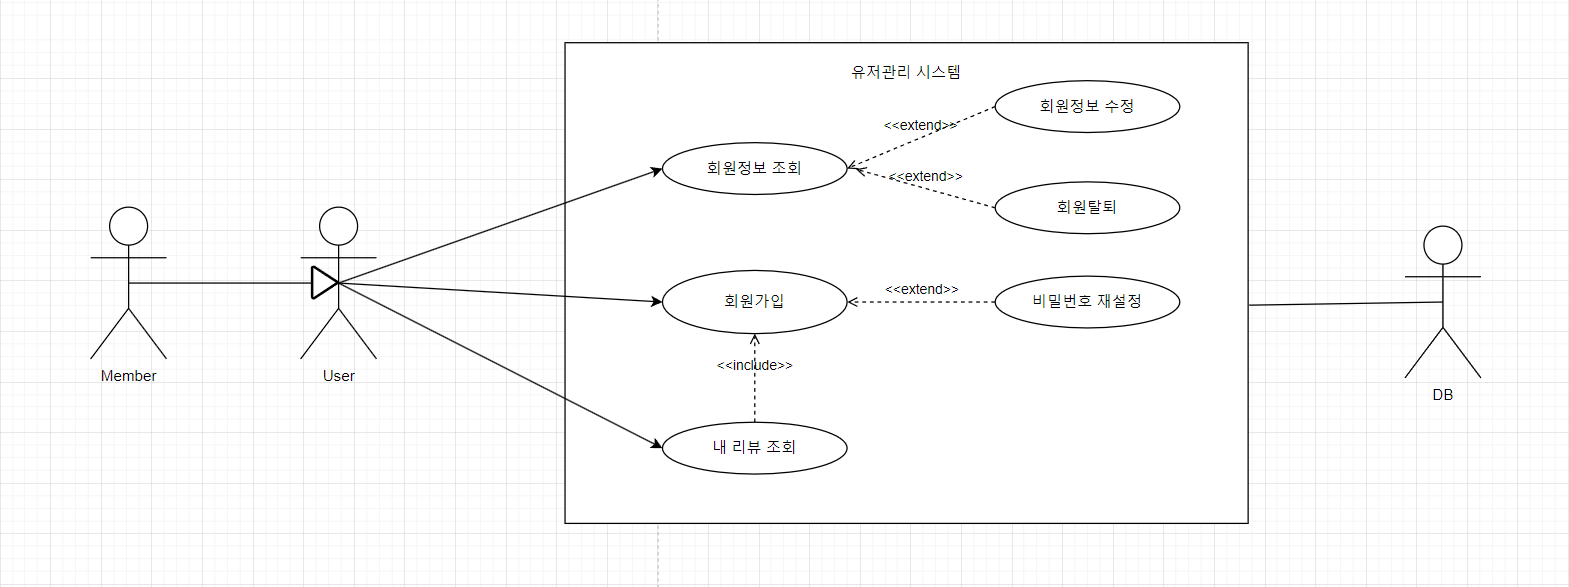 유저관리 시스템
회원정보 수정
<<extend>>
회원정보 조회
<<extend>>
회원탈퇴
<<extend>>
회원가입
비밀번호 재설정
<<include>>
Member
User
DB
내 리뷰 조회